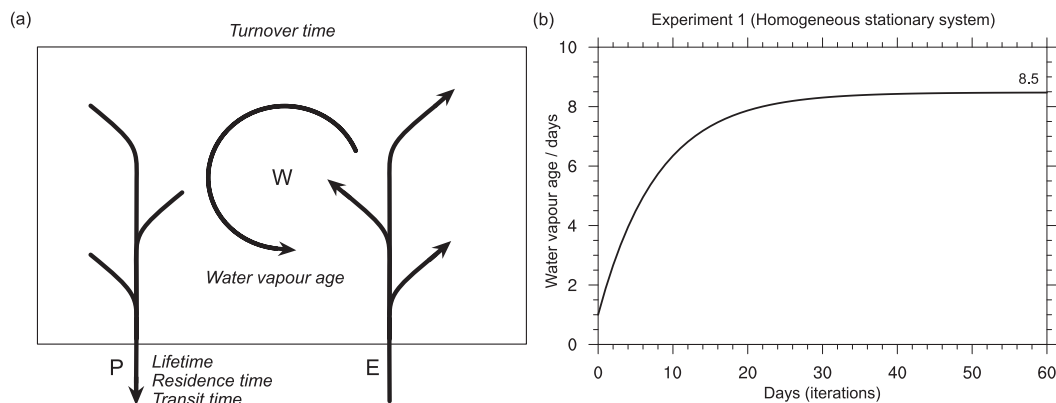 (a)
Turnover time
W
Water vapour age
P
Lifetime
Residence time
Transit time
E
(b)
Experiment 1 (Homogeneous stationary system)
Water vapour age / days
10
8
6
4
2
0
8.5
0 10 20 30 40 50 60
Days (iterations)